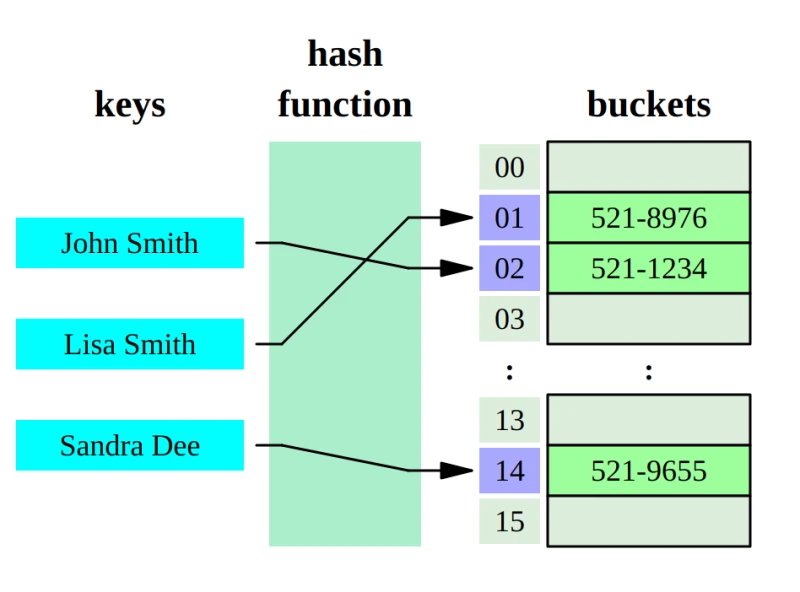 hash
keys function buckets
00
01 521-8976
John Smith
02 521-1234
03
Lisa Smith
: :
13
Sandra Dee
14 521-9655
15